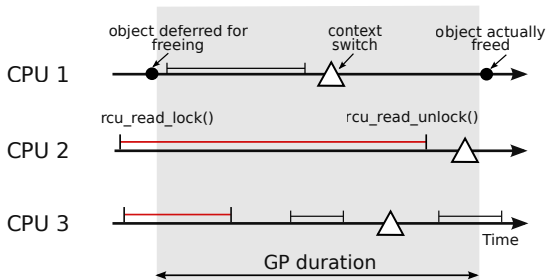 object deferred for
freeing
context
switch
object actually
freed
CPU 1
rcu_read_lock()
rcu_read_unlock()
CPU 2
CPU 3
Time
GP duration